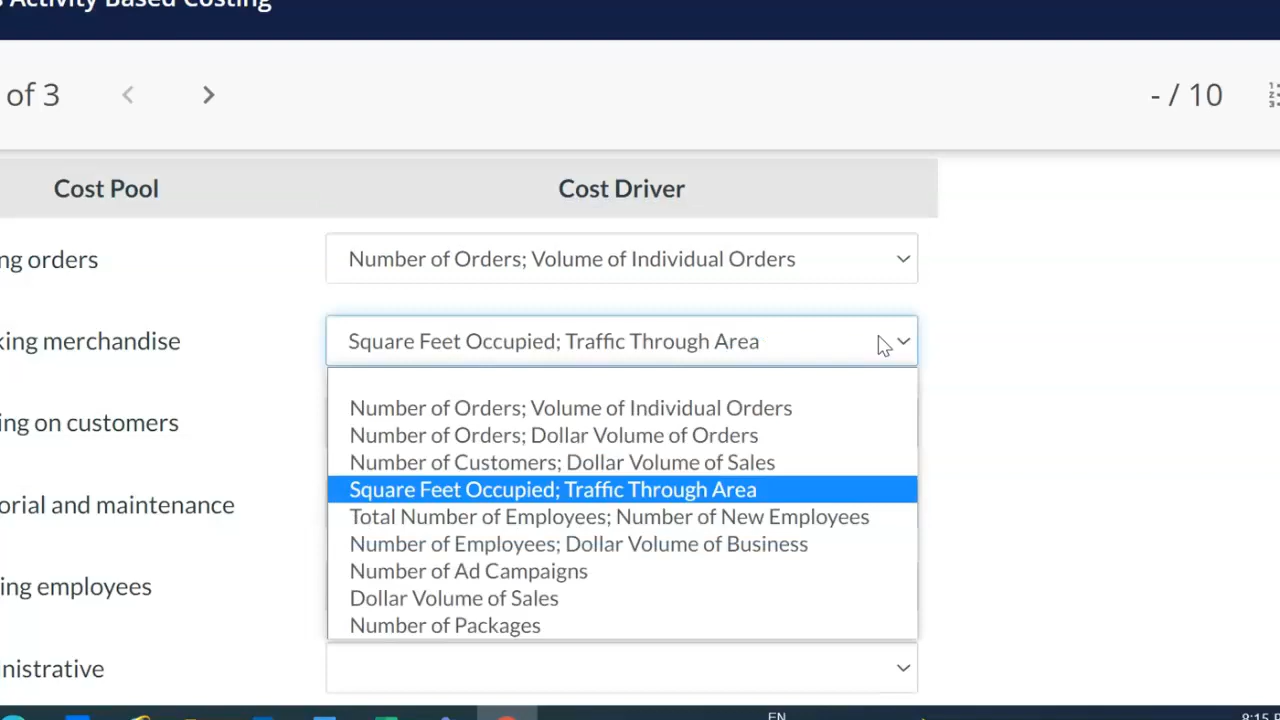 Activity Based Costing
of 3
- / 10
Cost Pool
Cost Driver
ng orders
Number of Orders; Volume of Individual Orders
king merchandise
Square Feet Occupied; Traffic Through Area
Number of Orders; Volume of Individual Orders
ing on customers
Number of Orders; Dollar Volume of Orders
Number of Customers; Dollar Volume of Sales
Square Feet Occupied; Traffic Through Area
orial and maintenance
Total Number of Employees; Number of New Employees
Number of Employees; Dollar Volume of Business
Number of Ad Campaigns
ing employees
Dollar Volume of Sales
Number of Packages
nistrative
EN